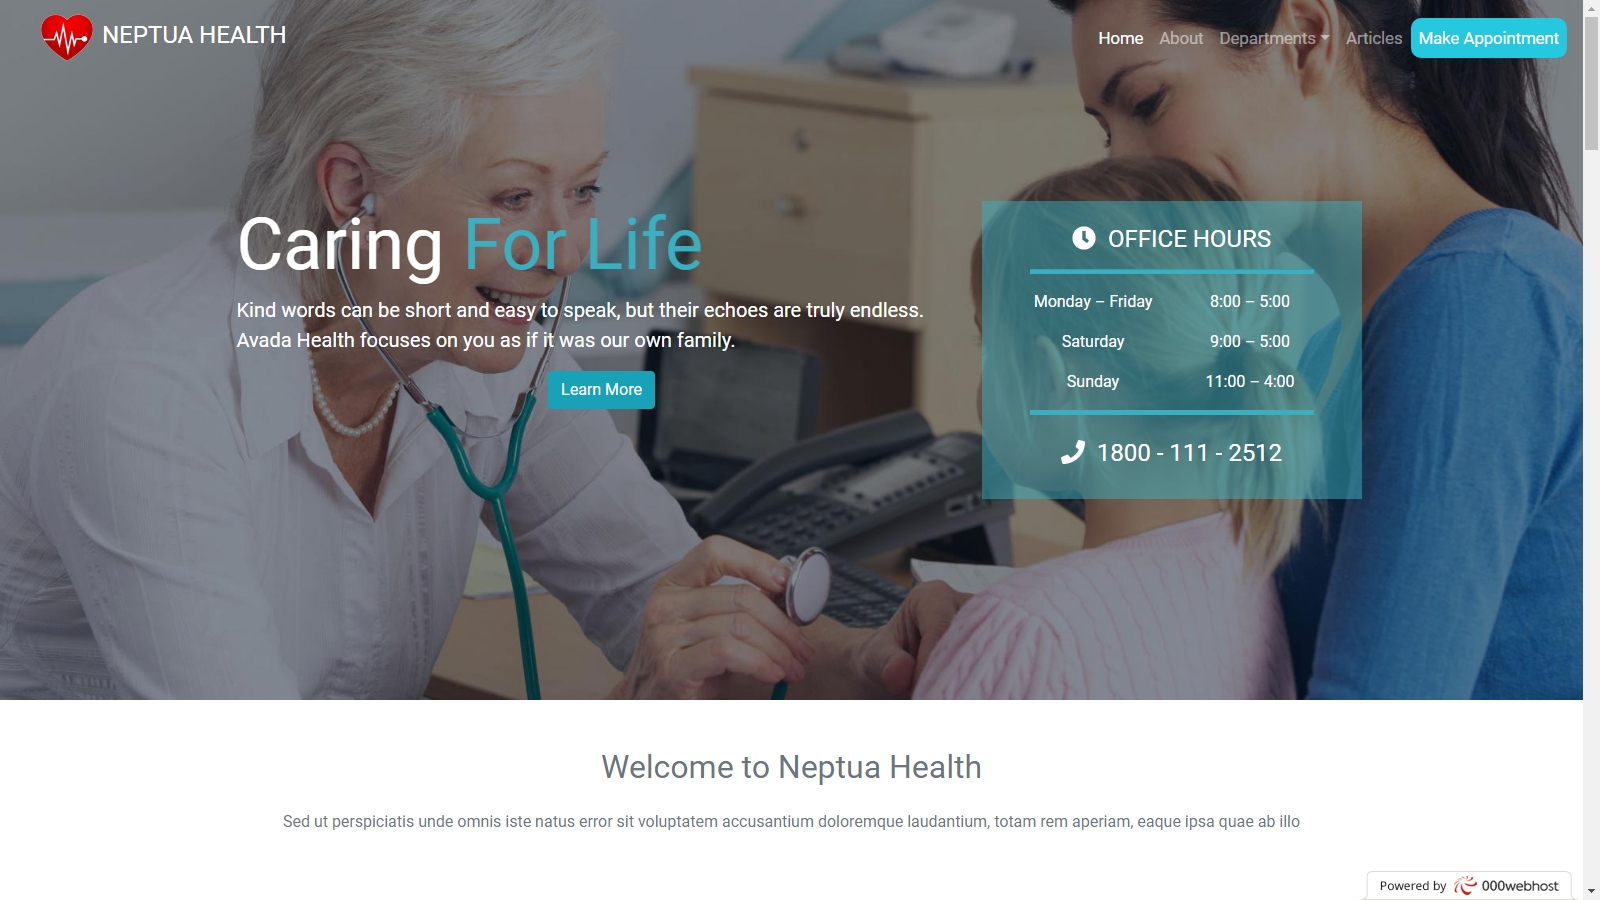 NEPTUA HEALTH
Home About Departments Articles Make Appointment
Caring For Life
Kind words can be short and easy to speak, but their echoes are truly endless.
Avada Health focuses on you as if it was our own family.
Learn More
OFFICE HOURS
Monday – Friday 8:00 – 5:00
Saturday 9:00 – 5:00
Sunday 11:00 – 4:00
1800 - 111 - 2512
Welcome to Neptua Health
Sed ut perspiciatis unde omnis iste natus error sit voluptatem accusantium doloremque laudantium, totam rem aperiam, eaque ipsa quae ab illo
Powered by 000webhost